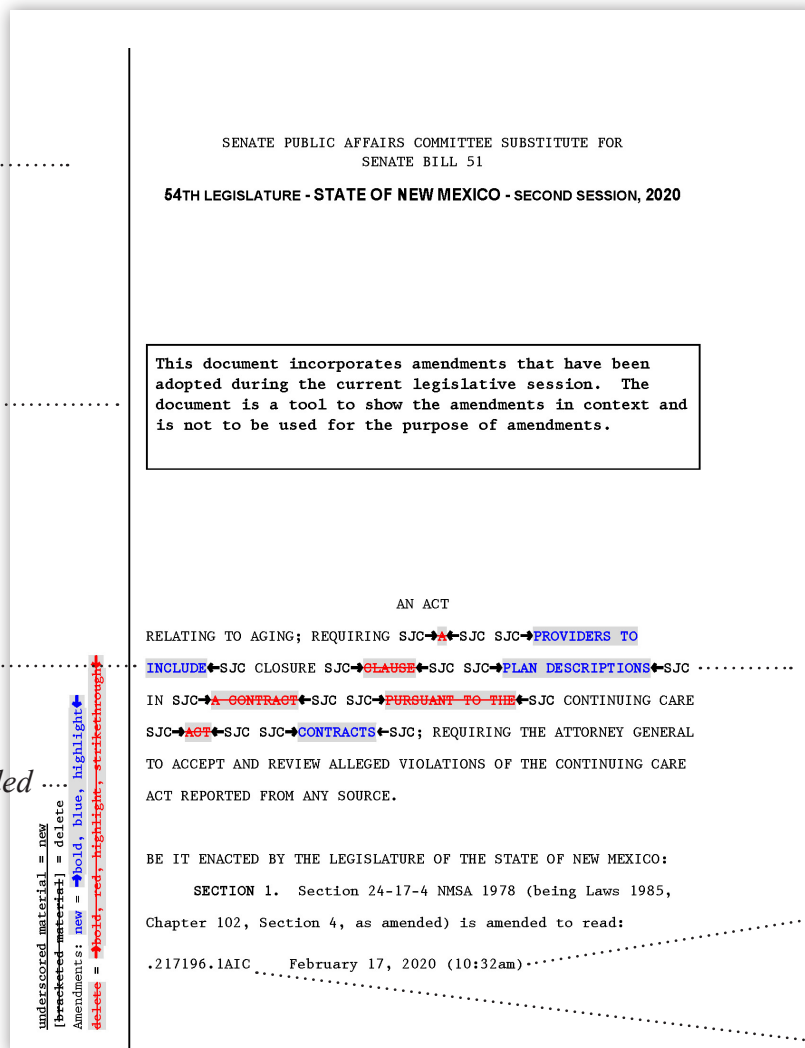 SENATE PUBLIC AFFAIRS COMMITTEE SUBSTITUTE FOR
SENATE BILL 51
54TH LEGISLATURE - STATE OF NEW MEXICO - SECOND SESSION, 2020
This document incorporates amendments that have been
adopted during the current legislative session.  The
document is a tool to show the amendments in context and
is not to be used for the purpose of amendments.
AN ACT
RELATING TO AGING; REQUIRING SJC➔A←SJC SJC➔PROVIDERS TO
INCLUDE←SJC CLOSURE SJC➔CLAUSE←SJC SJC➔PLAN DESCRIPTIONS←SJC
IN SJC➔A CONTRACT←SJC SJC➔PURSUANT TO THE←SJC CONTINUING CARE
SJC➔ACT←SJC SJC➔CONTRACTS←SJC; REQUIRING THE ATTORNEY GENERAL
TO ACCEPT AND REVIEW ALLEGED VIOLATIONS OF THE CONTINUING CARE
ACT REPORTED FROM ANY SOURCE.
BE IT ENACTED BY THE LEGISLATURE OF THE STATE OF NEW MEXICO:
SECTION 1.  Section 24-17-4 NMSA 1978 (being Laws 1985,
Chapter 102, Section 4, as amended) is amended to read:
.217196.1AIC    February 17, 2020 (10:32am)
underscored material = new
[bracketed material] = delete
Amendments: new = ➔bold, blue, highlight←
delete = ➔bold, red, highlight, strikethrough←